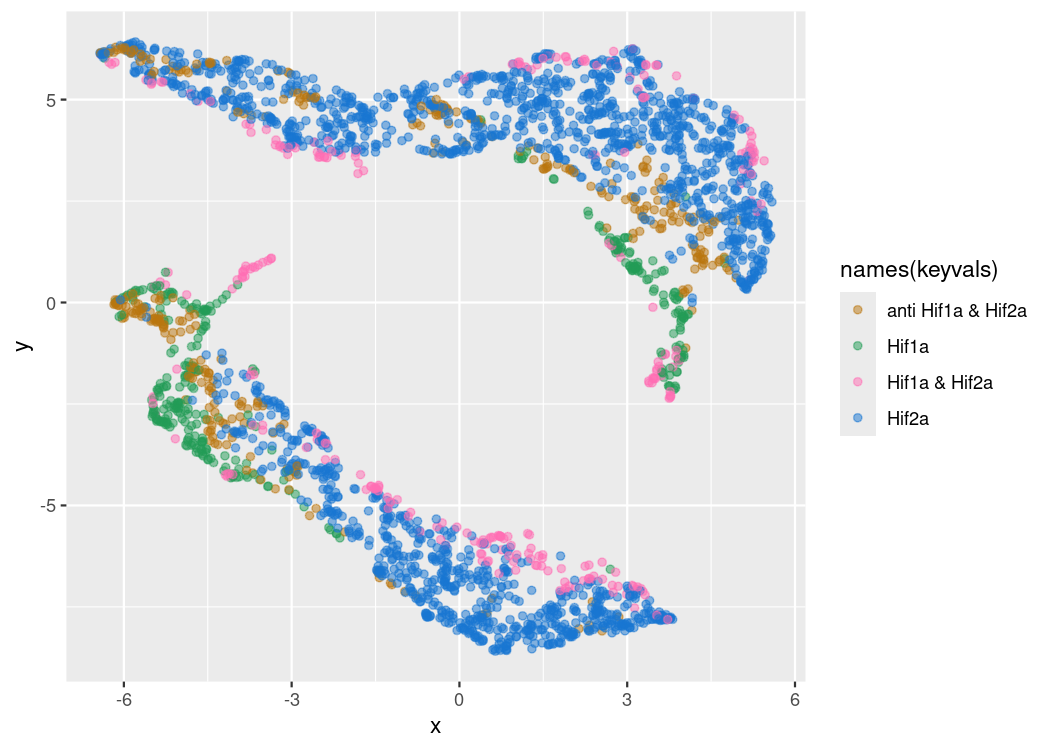 5
0
-5
-6
-3
0
3
6
x
y
names(keyvals)
anti Hif1a & Hif2a
Hif1a
Hif1a & Hif2a
Hif2a